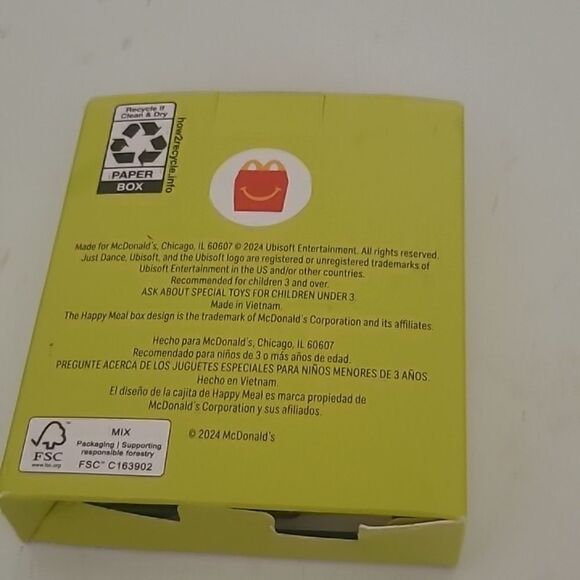 Recycle If
Clean & Dry
PAPER
BOX
how2recycle.info
Made for McDonald's, Chicago, IL 60607 © 2024 Ubisoft Entertainment. All rights reserved.
Just Dance, Ubisoft, and the Ubisoft logo are registered or unregistered trademarks of
Ubisoft Entertainment in the US and/or other countries.
Recommended for children 3 and over.
ASK ABOUT SPECIAL TOYS FOR CHILDREN UNDER 3.
Made in Vietnam.
The Happy Meal box design is the trademark of McDonald's Corporation and its affiliates.
Hecho para McDonald's, Chicago, IL 60607
Recomendado para niños de 3 o más años de edad.
PREGUNTE ACERCA DE LOS JUGUETES ESPECIALES PARA NIÑOS MENORES DE 3 AÑOS.
Hecho en Vietnam.
El diseño de la cajita de Happy Meal es marca propiedad de
McDonald's Corporation y sus afiliados.
© 2024 McDonald's
FSC
www.fsc.org
MIX
Packaging | Supporting
responsible forestry
FSC™ C163902